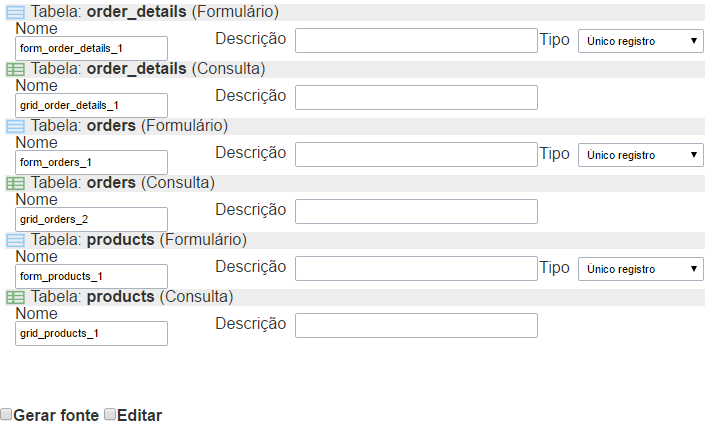 Tabela: order_details (Formulário)
Nome Descrição Tipo Único registro
form_order_details_1
Tabela: order_details (Consulta)
Nome Descrição
grid_order_details_1
Tabela: orders (Formulário)
Nome Descrição Tipo Único registro
form_orders_1
Tabela: orders (Consulta)
Nome Descrição
grid_orders_2
Tabela: products (Formulário)
Nome Descrição Tipo Único registro
form_products_1
Tabela: products (Consulta)
Nome Descrição
grid_products_1
Gerar fonte Editar